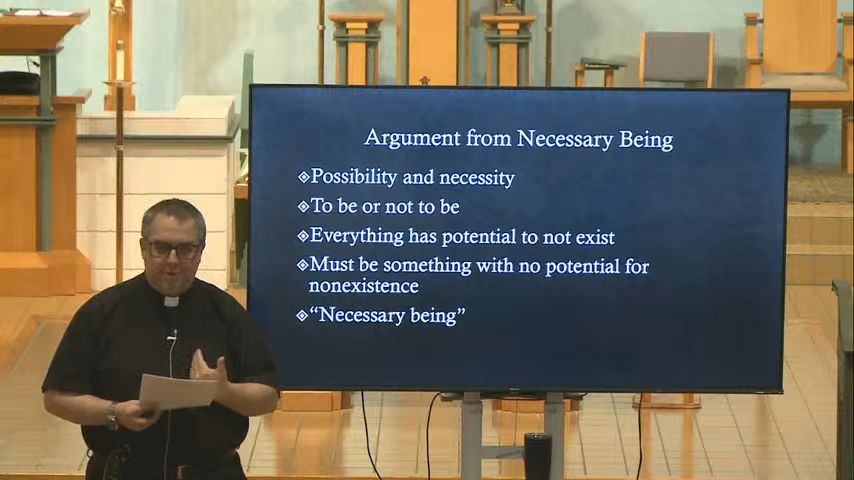 Argument from Necessary Being
◈Possibility and necessity
◈To be or not to be
◈Everything has potential to not exist
◈Must be something with no potential for
nonexistence
◈“Necessary being”